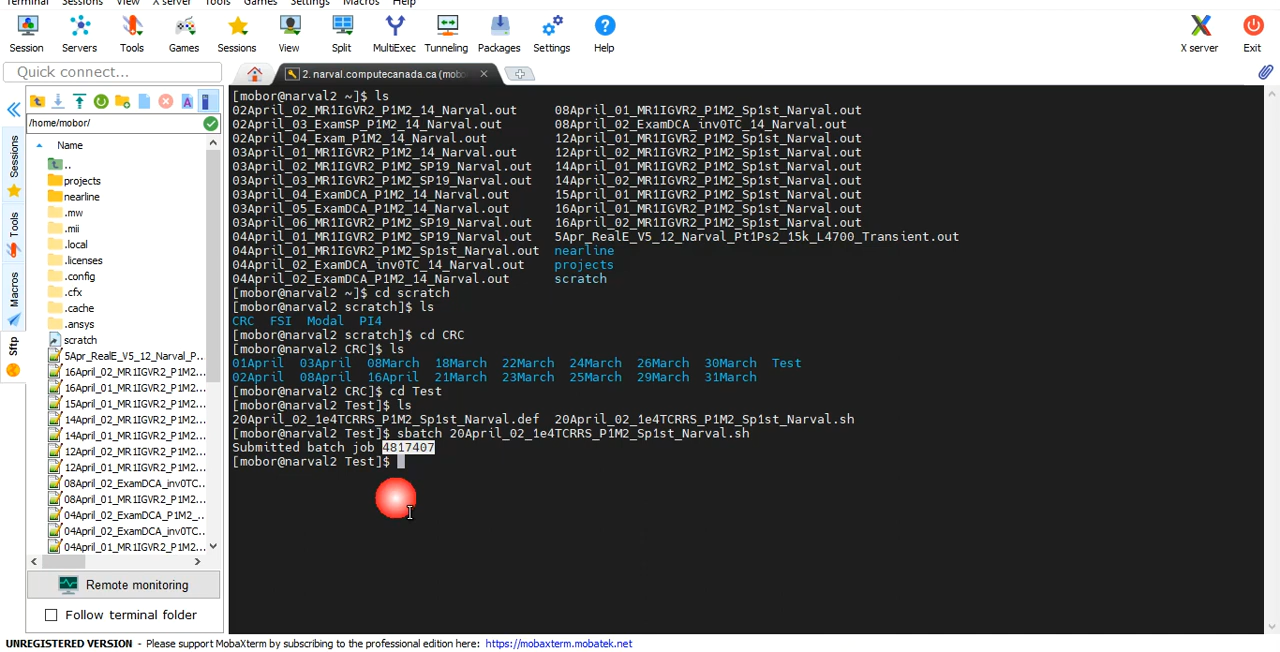 Terminal Sessions View X server Tools Games Settings Macros Help
Session Servers Tools Games Sessions View Split MultiExec Tunneling Packages Settings Help X server Exit
Quick connect...
2. narval.computecanada.ca (mobo
/home/mobor/
Name
..
projects
nearline
.mw
.mii
.local
.licenses
.config
.cfx
.cache
.ansys
scratch
5Apr_RealE_V5_12_Narval_P...
16April_02_MR1IGVR2_P1M2...
16April_01_MR1IGVR2_P1M2...
15April_01_MR1IGVR2_P1M2...
14April_02_MR1IGVR2_P1M2...
14April_01_MR1IGVR2_P1M2...
12April_02_MR1IGVR2_P1M2...
12April_01_MR1IGVR2_P1M2...
08April_02_ExamDCA_inv0TC...
08April_01_MR1IGVR2_P1M2...
04April_02_ExamDCA_P1M2_...
04April_02_ExamDCA_inv0TC...
04April_01_MR1IGVR2_P1M2...
Remote monitoring
Follow terminal folder
Sessions
Tools
Macros
Sftp
[mobor@narval2 ~]$ ls
02April_02_MR1IGVR2_P1M2_14_Narval.out 08April_01_MR1IGVR2_P1M2_Sp1st_Narval.out
02April_03_ExamSP_P1M2_14_Narval.out 08April_02_ExamDCA_inv0TC_14_Narval.out
02April_04_Exam_P1M2_14_Narval.out 12April_01_MR1IGVR2_P1M2_Sp1st_Narval.out
03April_01_MR1IGVR2_P1M2_14_Narval.out 12April_02_MR1IGVR2_P1M2_Sp1st_Narval.out
03April_02_MR1IGVR2_P1M2_SP19_Narval.out 14April_01_MR1IGVR2_P1M2_Sp1st_Narval.out
03April_03_MR1IGVR2_P1M2_SP19_Narval.out 14April_02_MR1IGVR2_P1M2_Sp1st_Narval.out
03April_04_ExamDCA_P1M2_14_Narval.out 15April_01_MR1IGVR2_P1M2_Sp1st_Narval.out
03April_05_ExamDCA_P1M2_14_Narval.out 16April_01_MR1IGVR2_P1M2_Sp1st_Narval.out
03April_06_MR1IGVR2_P1M2_SP19_Narval.out 16April_02_MR1IGVR2_P1M2_Sp1st_Narval.out
04April_01_MR1IGVR2_P1M2_SP19_Narval.out 5Apr_RealE_V5_12_Narval_Pt1Ps2_15k_L4700_Transient.out
04April_01_MR1IGVR2_P1M2_Sp1st_Narval.out nearline
04April_02_ExamDCA_inv0TC_14_Narval.out projects
04April_02_ExamDCA_P1M2_14_Narval.out scratch
[mobor@narval2 ~]$ cd scratch
[mobor@narval2 scratch]$ ls
CRC FSI Modal PI4
[mobor@narval2 scratch]$ cd CRC
[mobor@narval2 CRC]$ ls
01April 03April 08March 18March 22March 24March 26March 30March Test
02April 08April 16April 21March 23March 25March 29March 31March
[mobor@narval2 CRC]$ cd Test
[mobor@narval2 Test]$ ls
20April_02_1e4TCRRS_P1M2_Sp1st_Narval.def 20April_02_1e4TCRRS_P1M2_Sp1st_Narval.sh
[mobor@narval2 Test]$ sbatch 20April_02_1e4TCRRS_P1M2_Sp1st_Narval.sh
Submitted batch job 4817407
[mobor@narval2 Test]$
UNREGISTERED VERSION - Please support MobaXterm by subscribing to the professional edition here: https://mobaxterm.mobatek.net